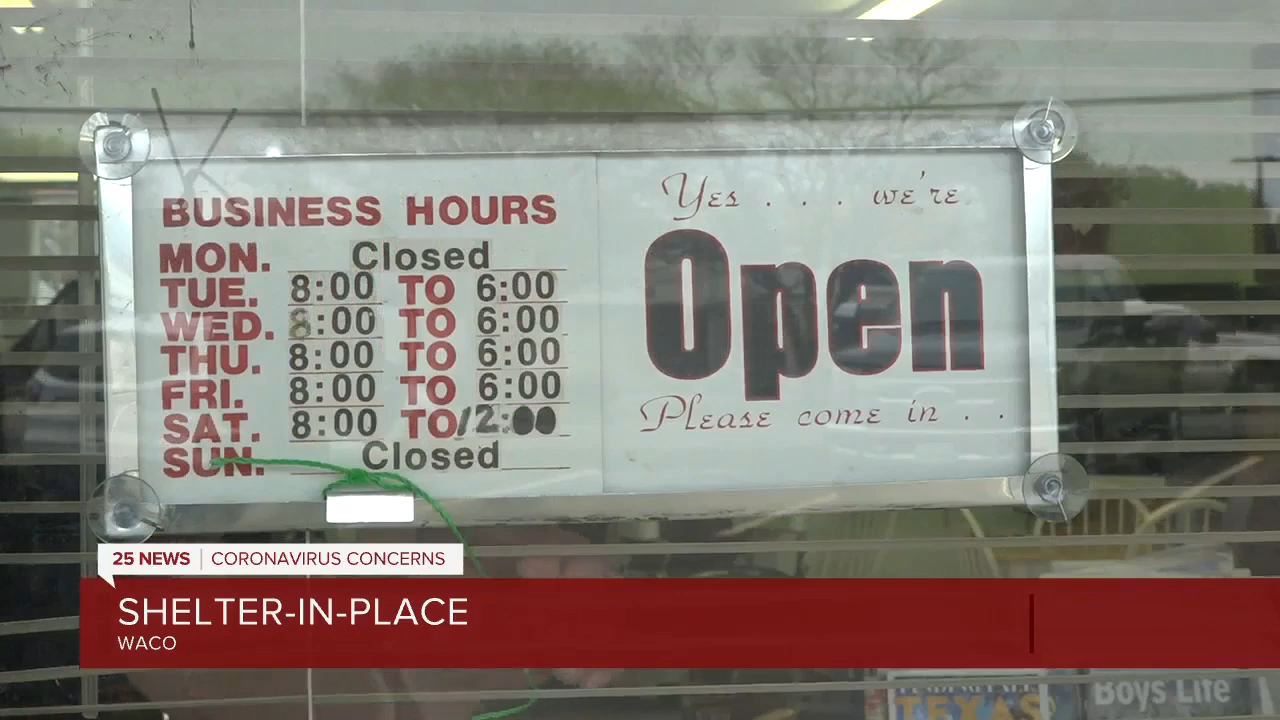 BUSINESS HOURS
MON. Closed
TUE. 8:00 TO 6:00
WED. 8:00 TO 6:00
THU. 8:00 TO 6:00
FRI. 8:00 TO 6:00
SAT. 8:00 TO 12:00
SUN. Closed
Yes . . . we're
Open
Please come in . .
25 NEWS | CORONAVIRUS CONCERNS
SHELTER-IN-PLACE
WACO
TEXAS
Boys Life